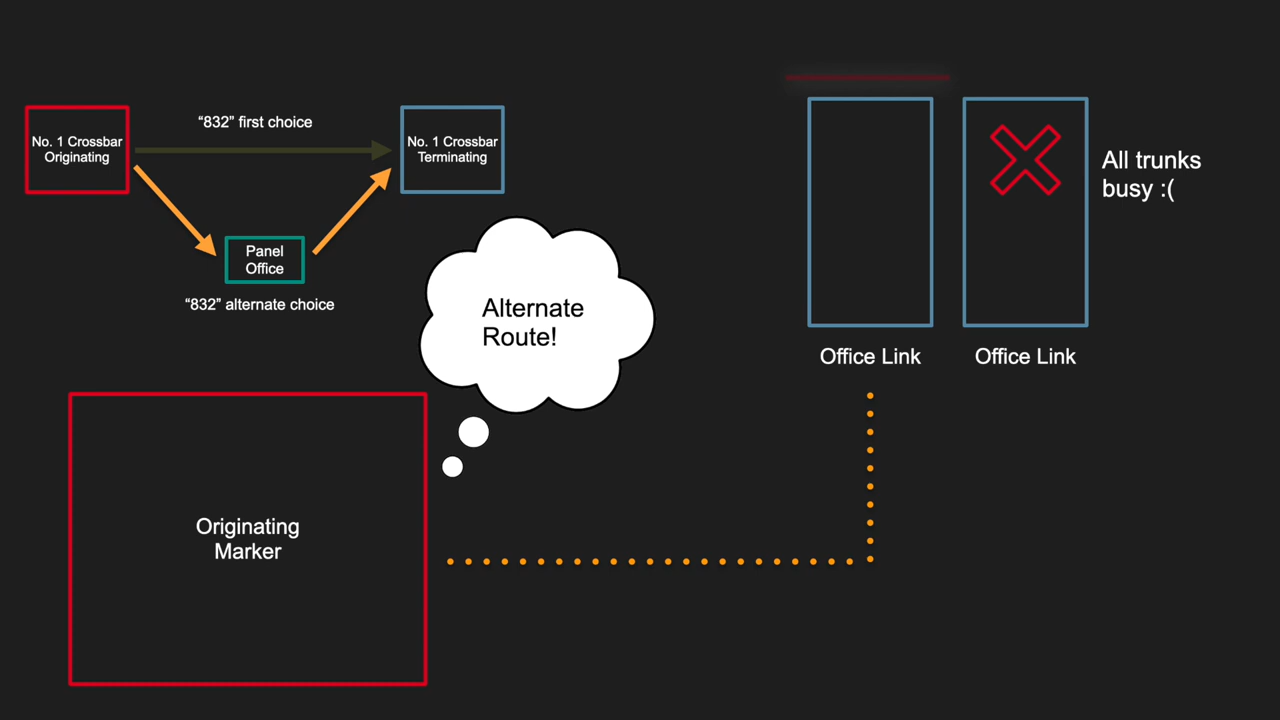 “832” first choice
No. 1 Crossbar
Originating
No. 1 Crossbar
Terminating
Panel
Office
“832” alternate choice
Alternate
Route!
All trunks
busy :(
Office Link
Office Link
Originating
Marker